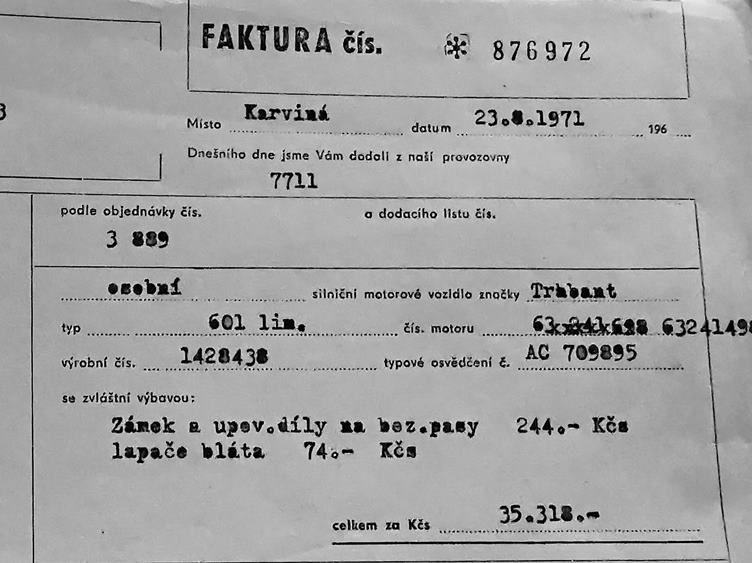 FAKTURA čís. 876972
Místo Karviná datum 23.8.1971 196
Dnešního dne jsme Vám dodali z naší provozovny
7711
podle objednávky čís. a dodacího listu čís.
3 889
osobní silniční motorové vozidlo značky Trabant
typ 601 lim. čís. motoru 63241498
výrobní čís. 1428438 typové osvědčení č. AC 709895
se zvláštní výbavou:
Zámek a upev.díly na bez.pasy 244.- Kčs
lapače bláta 74.- Kčs
celkem za Kčs 35.318.-